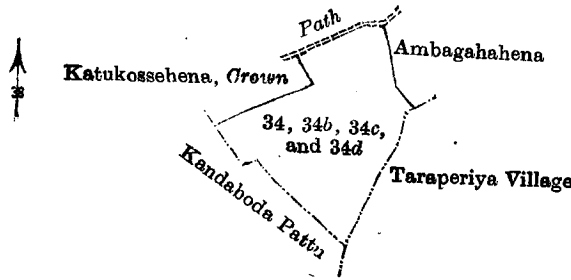 Path
Ambagahahena
Katukossehena, Crown
34, 34b, 34c,
and 34d
Kandaboda Pattu
Taraperiya Village